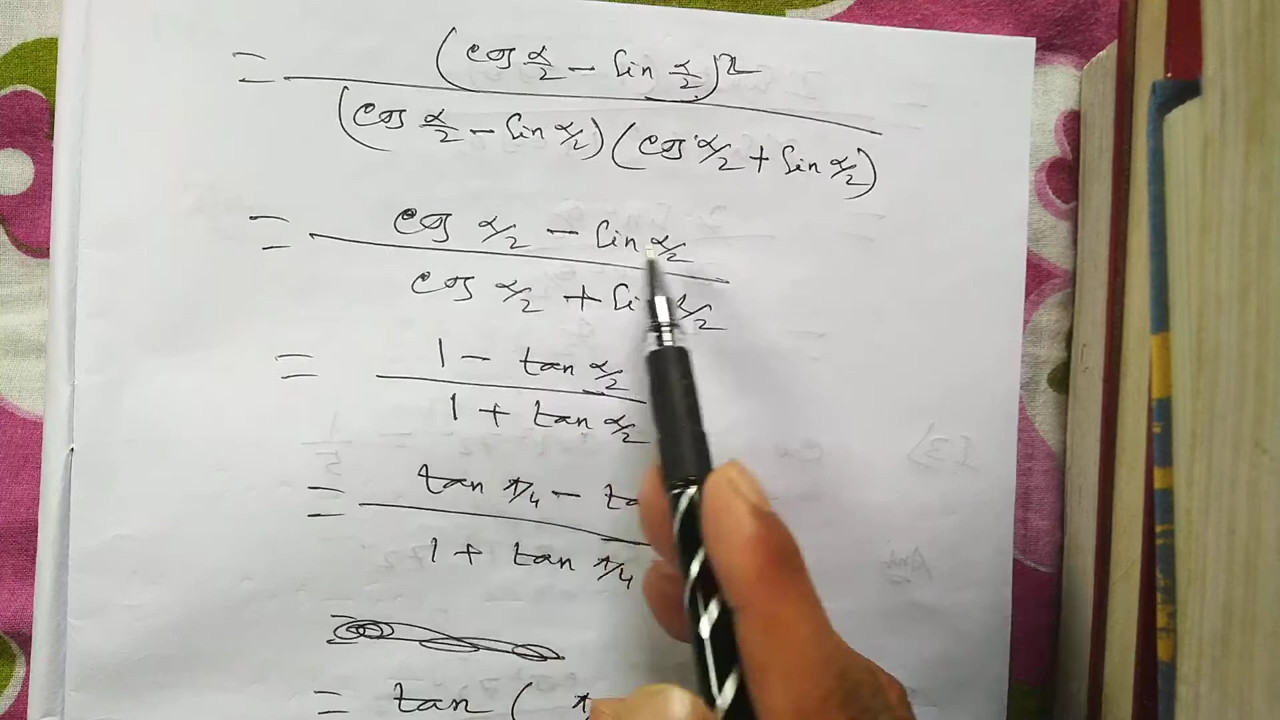 = (cos α/2 − sin α/2)²
(cos α/2 − sin α/2)(cos α/2 + sin α/2)
= cos α/2 − sin α/2
cos α/2 + sin α/2
= 1 − tan α/2
1 + tan α/2
= tan π/4 −
1 + tan π/4
= tan (